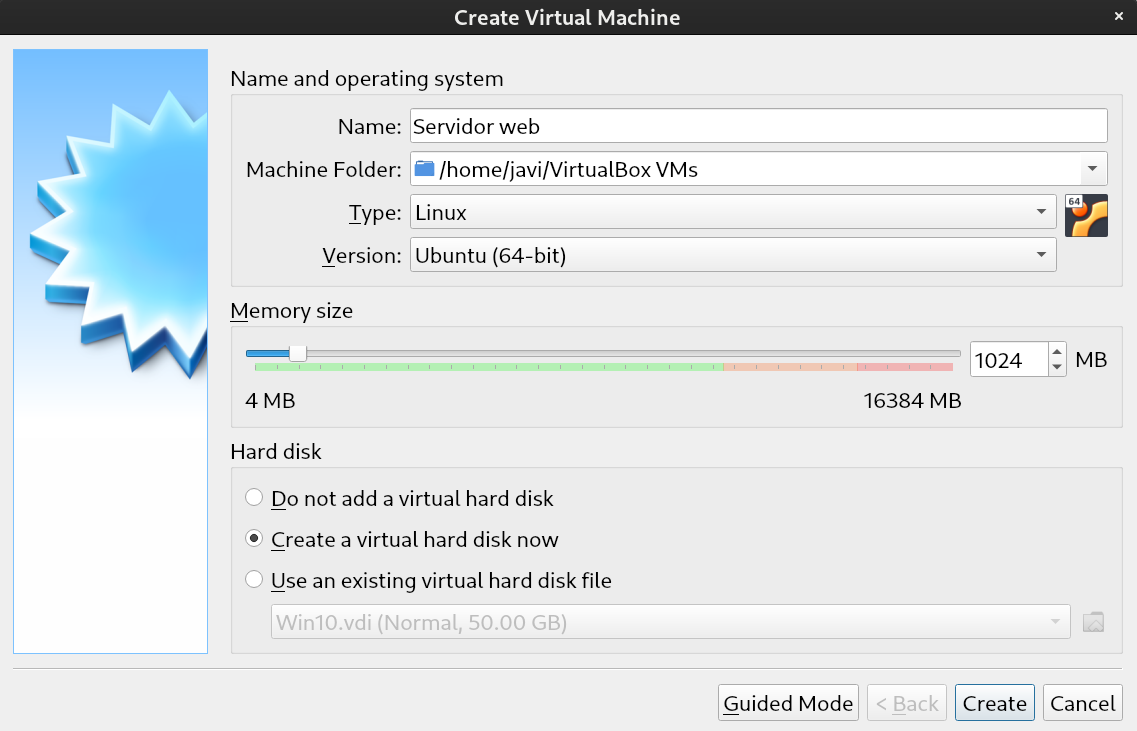 Create Virtual Machine
Name and operating system
Name: Servidor web
Machine Folder: /home/javi/VirtualBox VMs
Type: Linux
64
Version: Ubuntu (64-bit)
Memory size
1024 MB
4 MB 16384 MB
Hard disk
Do not add a virtual hard disk
Create a virtual hard disk now
Use an existing virtual hard disk file
Win10.vdi (Normal, 50.00 GB)
Guided Mode < Back Create Cancel